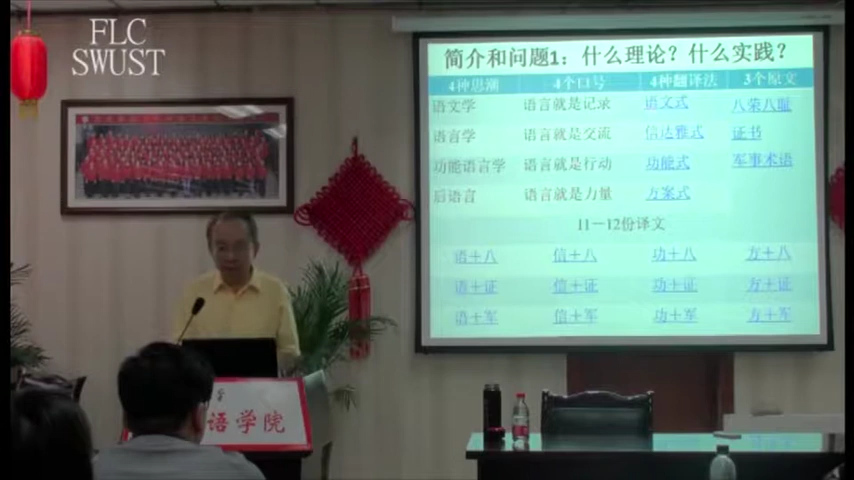 FLC
SWUST
简介和问题1：什么理论？什么实践？
4种思潮 4个口号 4种翻译法 3个原文
语文学 语言就是记录 语文式 八荣八耻
语言学 语言就是交流 信达雅式 证书
功能语言学 语言就是行动 功能式 军事术语
后语言 语言就是力量 方案式
11－12份译文
语＋八 信＋八 功＋八 方＋八
语＋证 信＋证 功＋证 方＋证
语＋军 信＋军 功＋军 方＋军
语学院